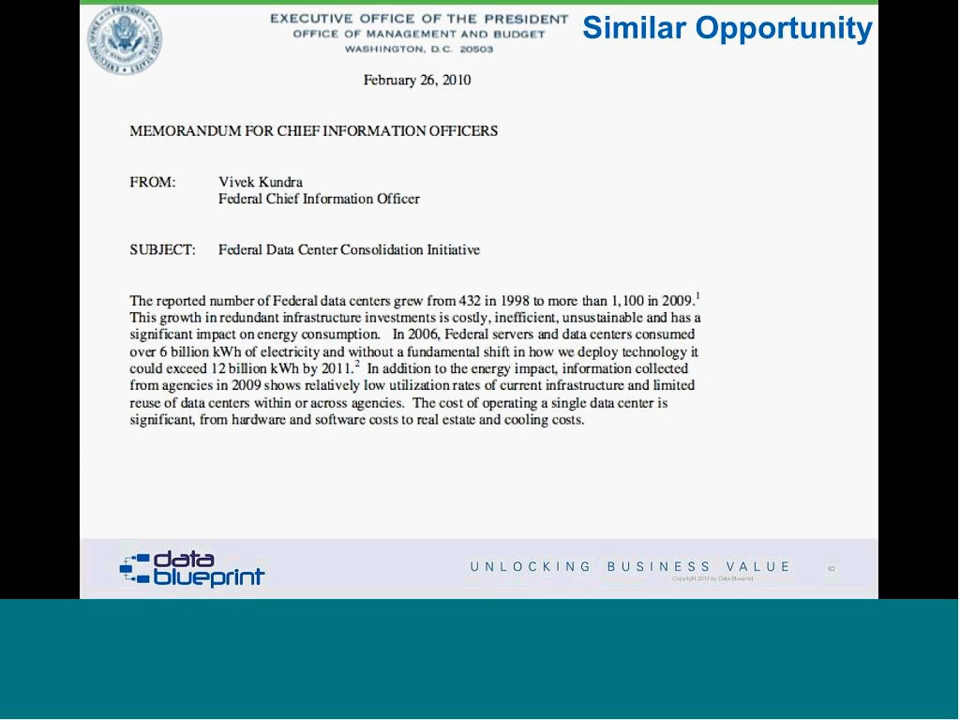 EXECUTIVE OFFICE OF THE PRESIDENT
OFFICE OF MANAGEMENT AND BUDGET
WASHINGTON, D.C. 20503
Similar Opportunity
February 26, 2010
MEMORANDUM FOR CHIEF INFORMATION OFFICERS
FROM: Vivek Kundra
Federal Chief Information Officer
SUBJECT: Federal Data Center Consolidation Initiative
The reported number of Federal data centers grew from 432 in 1998 to more than 1,100 in 2009.1
This growth in redundant infrastructure investments is costly, inefficient, unsustainable and has a
significant impact on energy consumption. In 2006, Federal servers and data centers consumed
over 6 billion kWh of electricity and without a fundamental shift in how we deploy technology it
could exceed 12 billion kWh by 2011.2 In addition to the energy impact, information collected
from agencies in 2009 shows relatively low utilization rates of current infrastructure and limited
reuse of data centers within or across agencies. The cost of operating a single data center is
significant, from hardware and software costs to real estate and cooling costs.
data
blueprint
UNLOCKING BUSINESS VALUE
Copyright 2013 by Data Blueprint
62